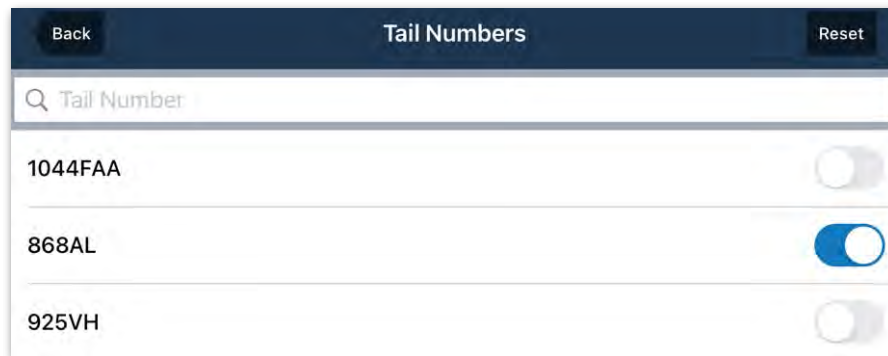 Back Tail Numbers Reset
Tail Number
1044FAA
868AL
925VH